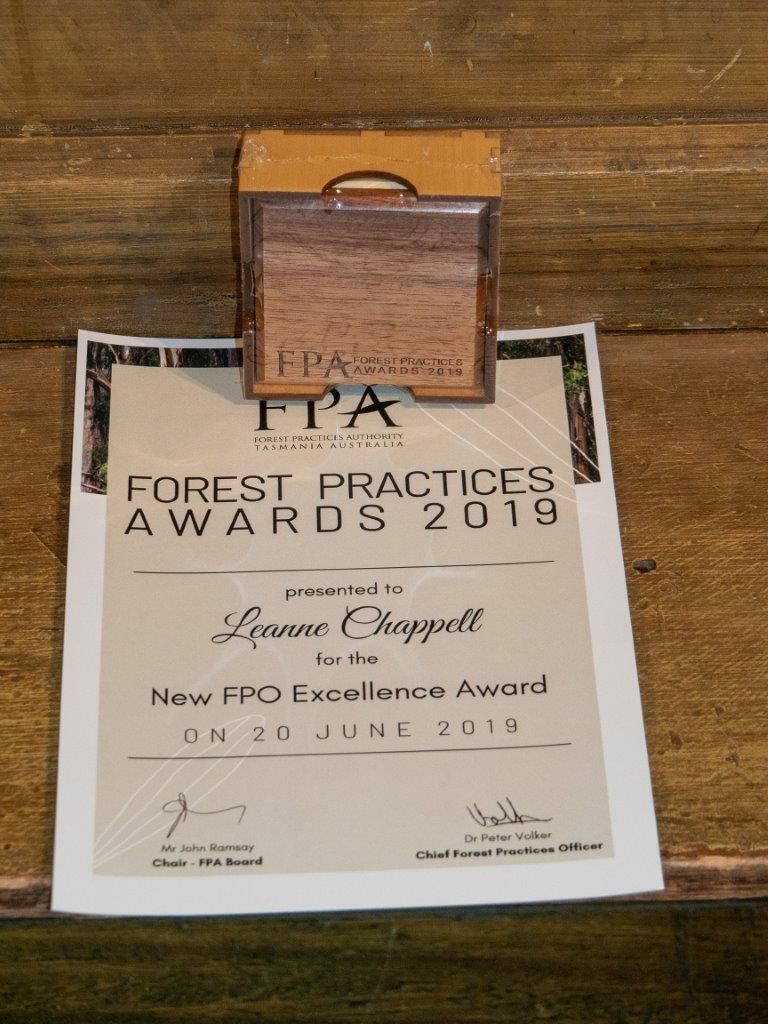 FPA FOREST PRACTICES
AWARDS 2019
FPA
FOREST PRACTICES AUTHORITY
TASMANIA AUSTRALIA
FOREST PRACTICES
AWARDS 2019
presented to
Leanne Chappell
for the
New FPO Excellence Award
ON 20 JUNE 2019
Mr John Ramsay
Chair - FPA Board
Dr Peter Volker
Chief Forest Practices Officer